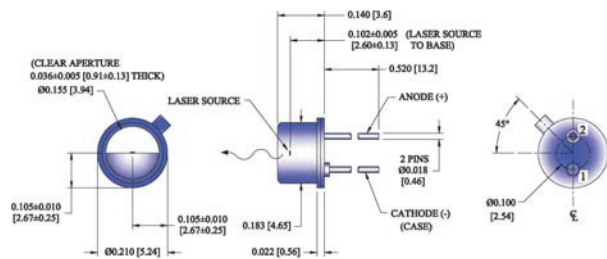 0.140 [3.6]
0.102±0.005 (LASER SOURCE
[2.60±0.13] TO BASE)
(CLEAR APERTURE
0.036±0.005 [0.91±0.13] THICK)
Ø0.155 [3.94]
0.520 [13.2]
LASER SOURCE
ANODE (+)
45°
2
2 PINS
Ø0.018
[0.46]
1
0.105±0.010
[2.67±0.25]
0.105±0.010
[2.67±0.25]
0.183 [4.65]
CATHODE (-)
(CASE)
Ø0.100
[2.54]
℄
Ø0.210 [5.24]
0.022 [0.56]